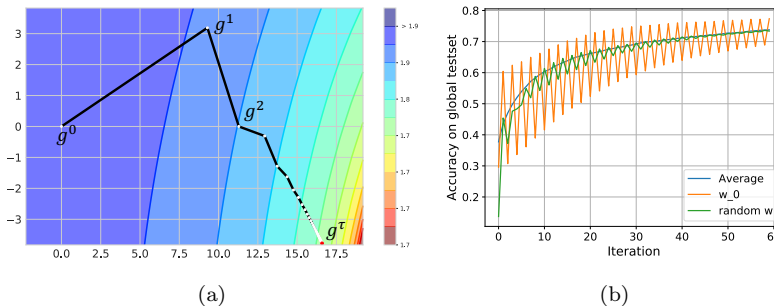 3
2
1
0
−1
−2
−3
0.0 2.5 5.0 7.5 10.0 12.5 15.0 17.5
g⁰
g¹
g²
g^τ
> 1.9
1.9
1.8
1.8
1.7
1.7
1.7
1.7
(a)
Accuracy on global testset
0.8
0.7
0.6
0.5
0.4
0.3
0.2
0 10 20 30 40 50 6
Iteration
Average
w_0
random w
(b)